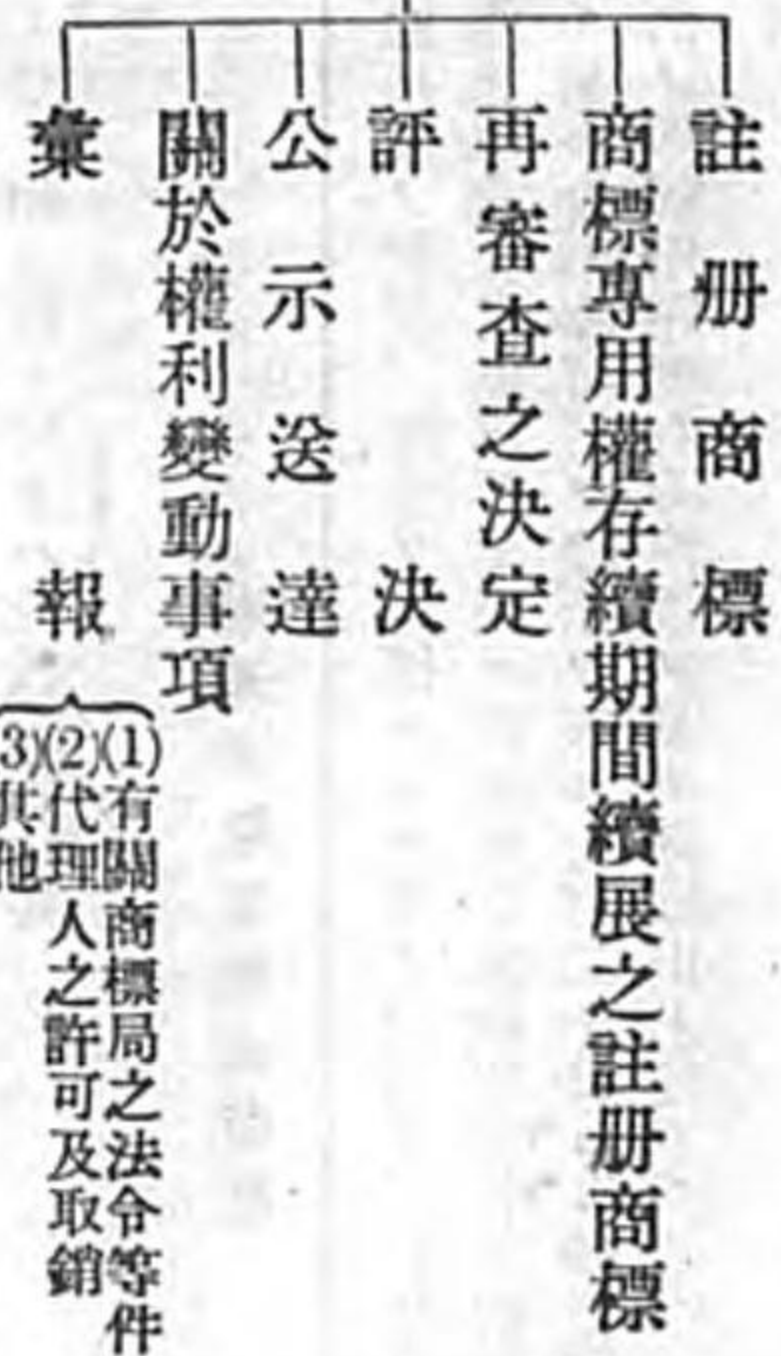 註册商標
商標專用權存續期間續展之註册商標
再審查之決定
評決
公示送達
關於權利變動事項
彙報
(1)有關商標局之法令等件
(2)代理人之許可及取銷
(3)其他